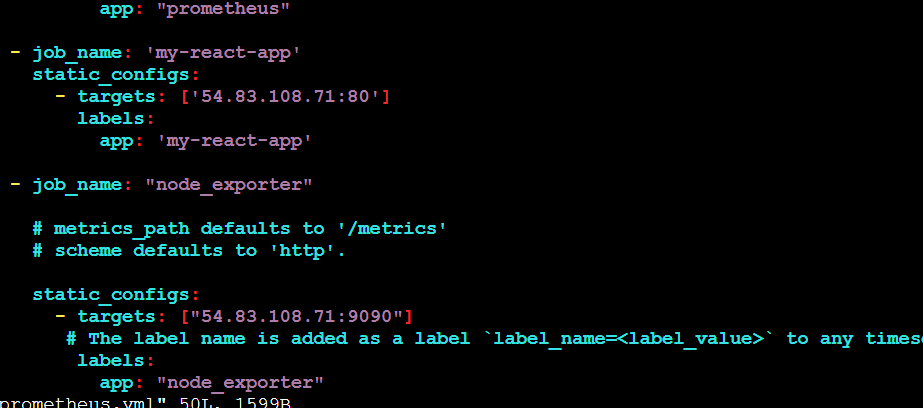 app: "prometheus"
- job_name: 'my-react-app'
static_configs:
- targets: ['54.83.108.71:80']
labels:
app: 'my-react-app'
- job_name: "node_exporter"
# metrics_path defaults to '/metrics'
# scheme defaults to 'http'.
static_configs:
- targets: ["54.83.108.71:9090"]
# The label name is added as a label `label_name=<label_value>` to any timese
labels:
app: "node_exporter"
prometheus.yml" 50L, 1599B